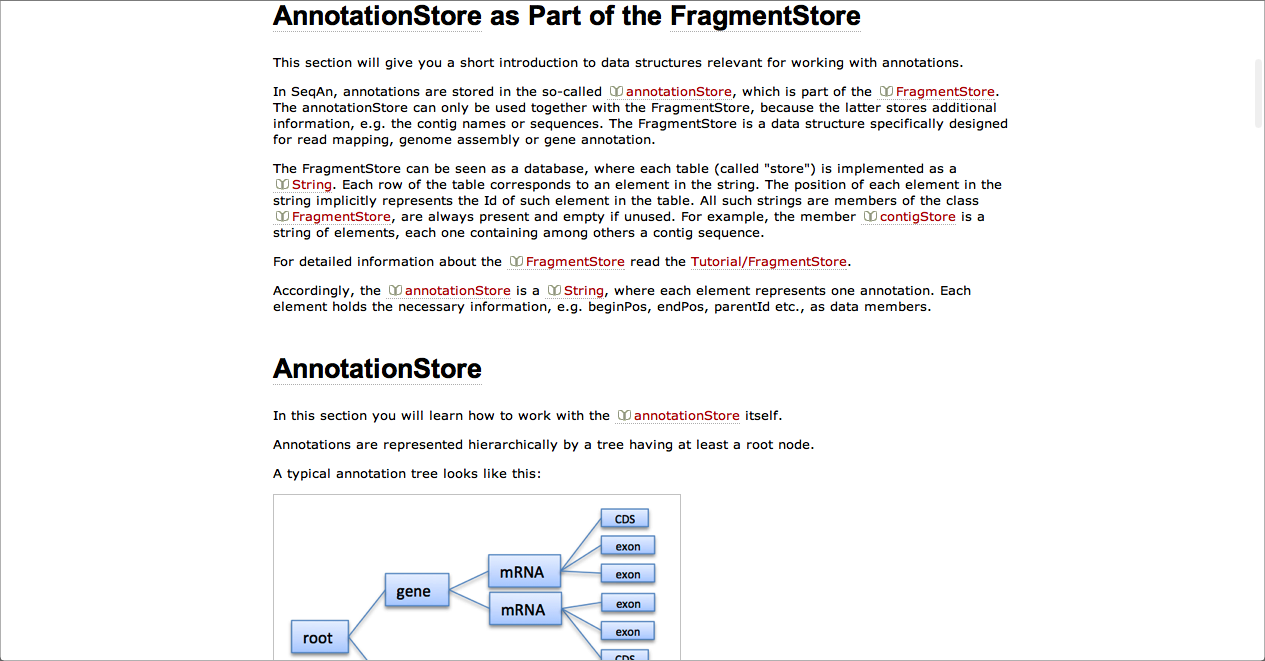 AnnotationStore as Part of the FragmentStore
This section will give you a short introduction to data structures relevant for working with annotations.
In SeqAn, annotations are stored in the so-called annotationStore, which is part of the FragmentStore.
The annotationStore can only be used together with the FragmentStore, because the latter stores additional
information, e.g. the contig names or sequences. The FragmentStore is a data structure specifically designed
for read mapping, genome assembly or gene annotation.
The FragmentStore can be seen as a database, where each table (called "store") is implemented as a
String. Each row of the table corresponds to an element in the string. The position of each element in the
string implicitly represents the Id of such element in the table. All such strings are members of the class
FragmentStore, are always present and empty if unused. For example, the member contigStore is a
string of elements, each one containing among others a contig sequence.
For detailed information about the FragmentStore read the Tutorial/FragmentStore.
Accordingly, the annotationStore is a String, where each element represents one annotation. Each
element holds the necessary information, e.g. beginPos, endPos, parentId etc., as data members.
AnnotationStore
In this section you will learn how to work with the annotationStore itself.
Annotations are represented hierarchically by a tree having at least a root node.
A typical annotation tree looks like this:
CDS
exon
mRNA
exon
gene
exon
mRNA
exon
root
CDS